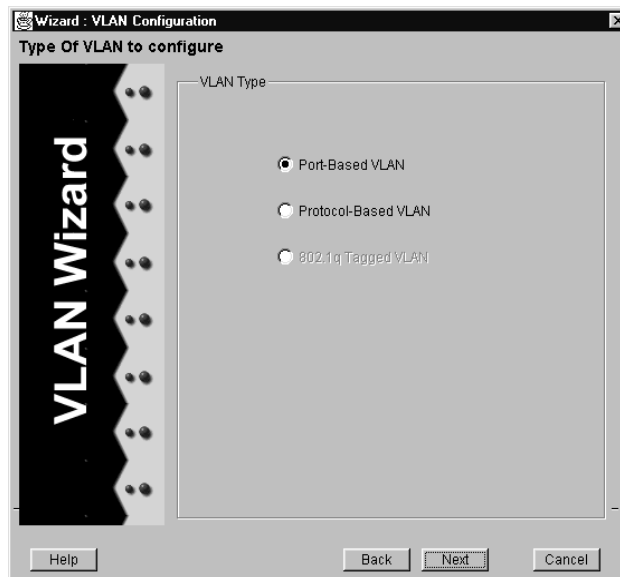 Wizard : VLAN Configuration
Type Of VLAN to configure
VLAN Wizard
VLAN Type
Port-Based VLAN
Protocol-Based VLAN
802.1q Tagged VLAN
Help
Back
Next
Cancel